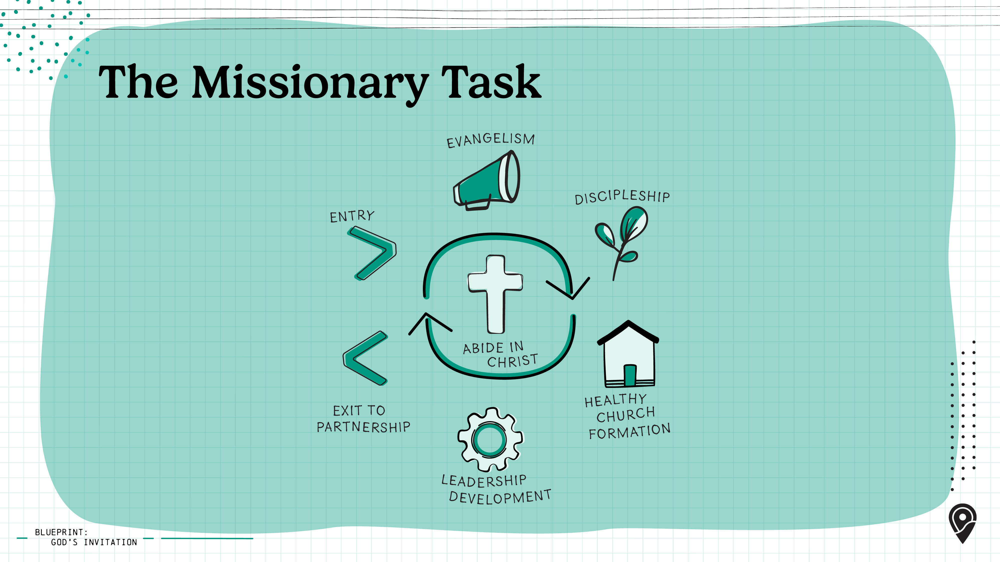 The Missionary Task
EVANGELISM
DISCIPLESHIP
ENTRY
ABIDE IN
CHRIST
HEALTHY
CHURCH
FORMATION
EXIT TO
PARTNERSHIP
LEADERSHIP
DEVELOPMENT
BLUEPRINT:
GOD'S INVITATION